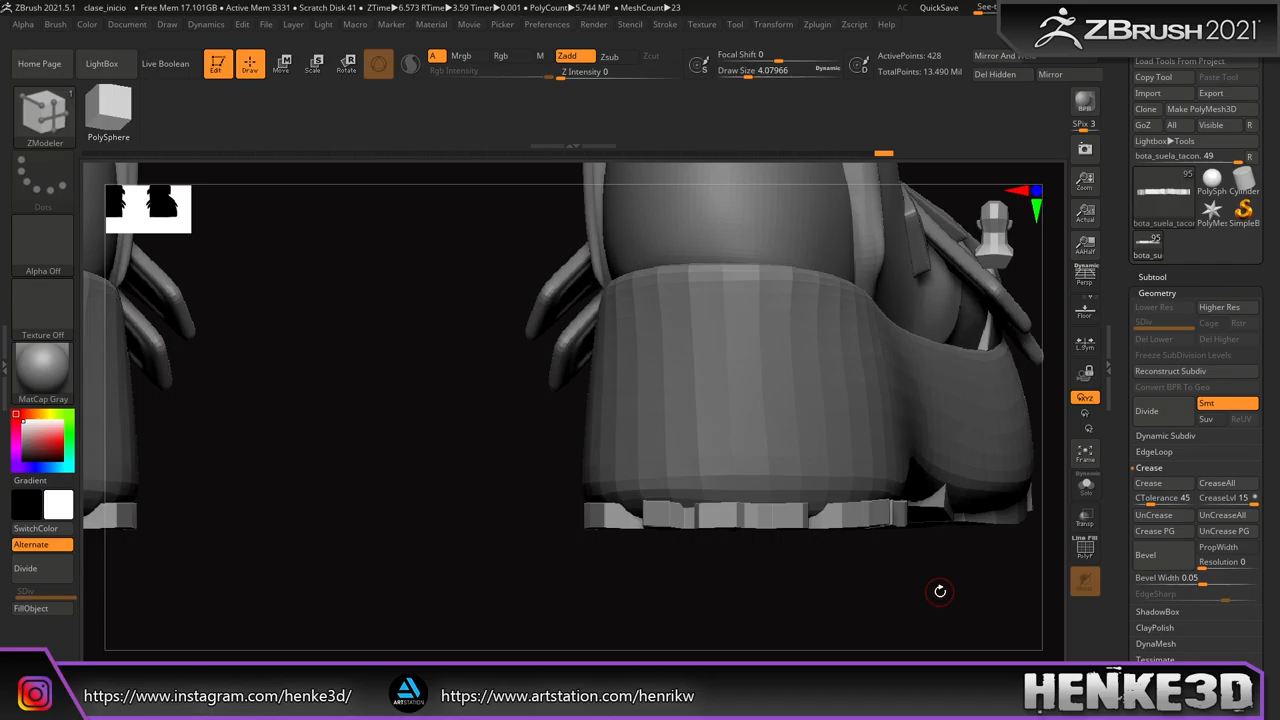 ZBrush 2021.5.1
clase_inicio
• Free Mem 17.101GB • Active Mem 3331 • Scratch Disk 41 •
ZTime▶6.573 RTime▶3.59 Timer▶0.001
• PolyCount▶5.744 MP • MeshCount▶23
AC
QuickSave
See-t
ZBRUSH 2021
Alpha Brush Color Document Draw Dynamics Edit File Layer Light Macro Marker Material Movie Picker Preferences Render Stencil Stroke Texture Tool Transform Zplugin Zscript Help
Home Page
LightBox
Live Boolean
Edit
Draw
Move
Scale
Rotate
A
Mrgb
Rgb
M
Rgb Intensity
Zadd
Zsub
Zcut
Z Intensity 0
S
Focal Shift 0
Draw Size 4.07966
Dynamic
D
ActivePoints: 428
TotalPoints: 13.490 Mil
Mirror And Weld
Del Hidden
Mirror
1
ZModeler
PolySphere
Dots
Alpha Off
Texture Off
MatCap Gray
Gradient
SwitchColor
Alternate
Divide
SDiv
FillObject
BPR
SPix 3
Zoom
Actual
AAHalf
Dynamic
Persp
Floor
L.Sym
XYZ
Frame
Dynamic
Solo
Transp
Line Fill
PolyF
Load Tools From Project
Copy Tool
Paste Tool
Import
Export
Clone
Make PolyMesh3D
GoZ
All
Visible
R
Lightbox▶Tools
bota_suela_tacon. 49
R
95
PolySph
Cylinder
bota_suela_tacon
PolyMes
SimpleB
95
bota_su
Subtool
Geometry
Lower Res
Higher Res
SDiv
Cage
Rstr
Del Lower
Del Higher
Freeze SubDivision Levels
Reconstruct Subdiv
Convert BPR To Geo
Divide
Smt
Suv
ReUV
Dynamic Subdiv
EdgeLoop
Crease
Crease
CreaseAll
CTolerance 45
CreaseLvl 15
UnCrease
UnCreaseAll
Crease PG
UnCrease PG
Bevel
PropWidth
Resolution 0
Bevel Width 0.05
EdgeSharp
ShadowBox
ClayPolish
DynaMesh
Tessimate
https://www.instagram.com/henke3d/
ARTSTATION
https://www.artstation.com/henrikw
HENKE3D